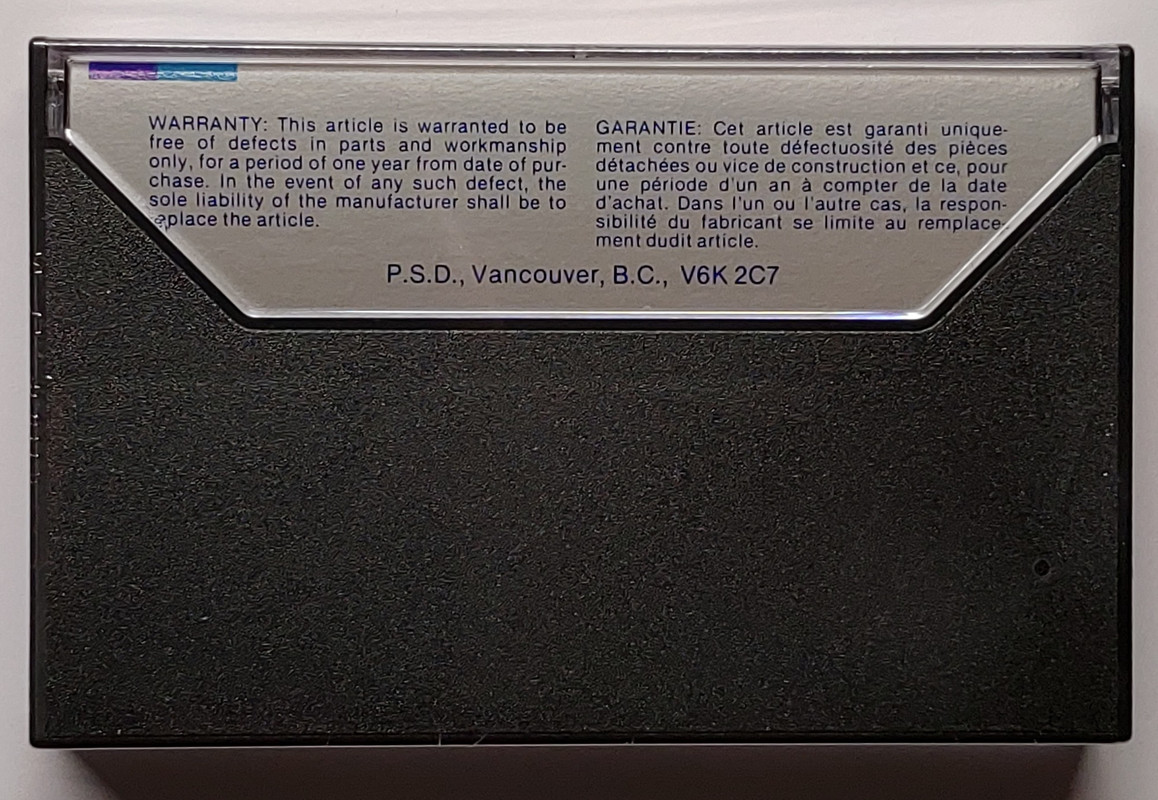 WARRANTY: This article is warranted to be
free of defects in parts and workmanship
only, for a period of one year from date of pur-
chase. In the event of any such defect, the
sole liability of the manufacturer shall be to
eplace the article.
GARANTIE: Cet article est garanti unique-
ment contre toute défectuosité des pièces
détachées ou vice de construction et ce, pour
une période d'un an à compter de la date
d'achat. Dans l'un ou l'autre cas, la respon-
sibilité du fabricant se limite au remplace-
ment dudit article.
P.S.D., Vancouver, B.C., V6K 2C7